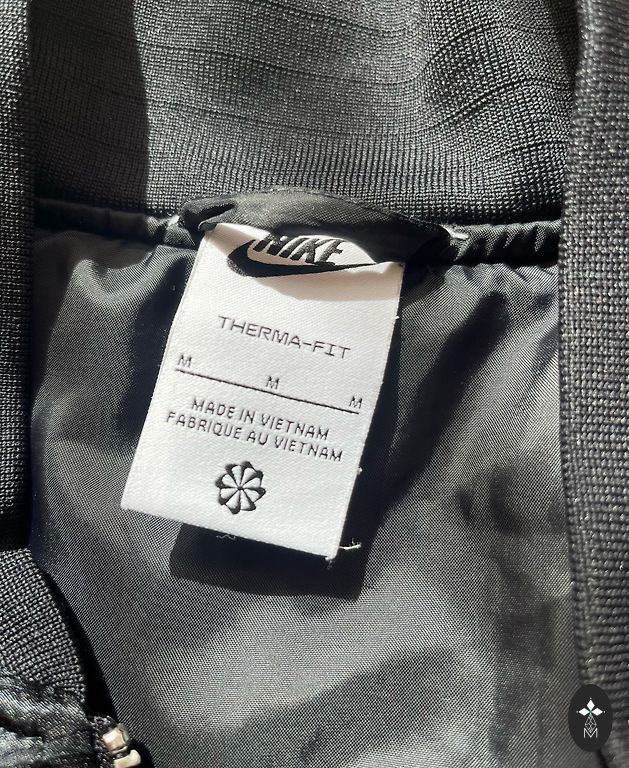 NIKE
THERMA-FIT
M M M
MADE IN VIETNAM
FABRIQUE AU VIETNAM
M